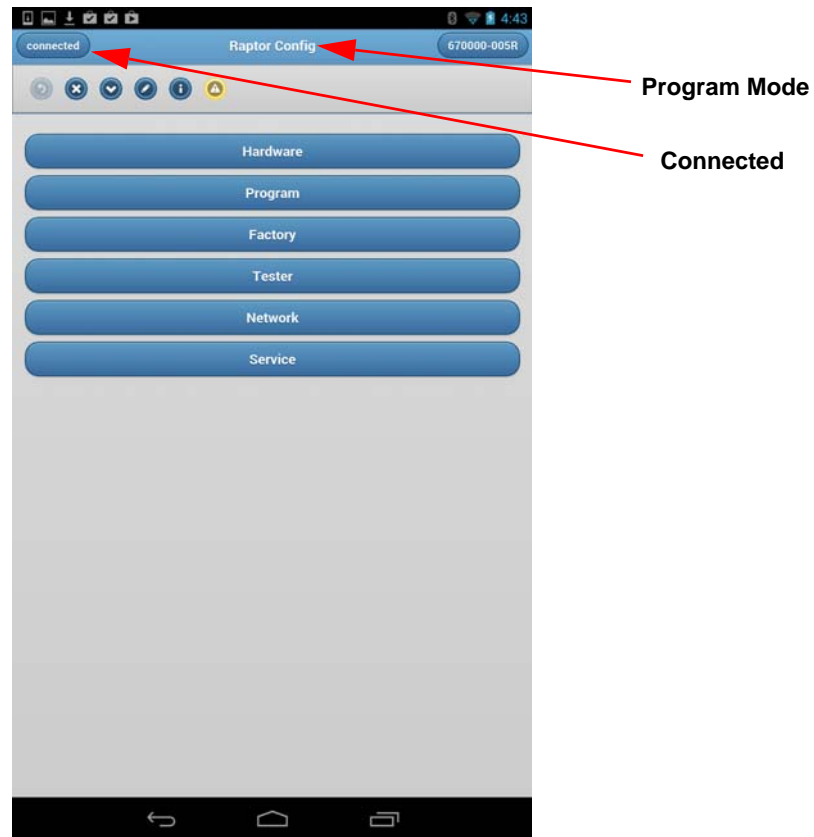 4:43
connected Raptor Config 670000-005R
Program Mode
Connected
Hardware
Program
Factory
Tester
Network
Service